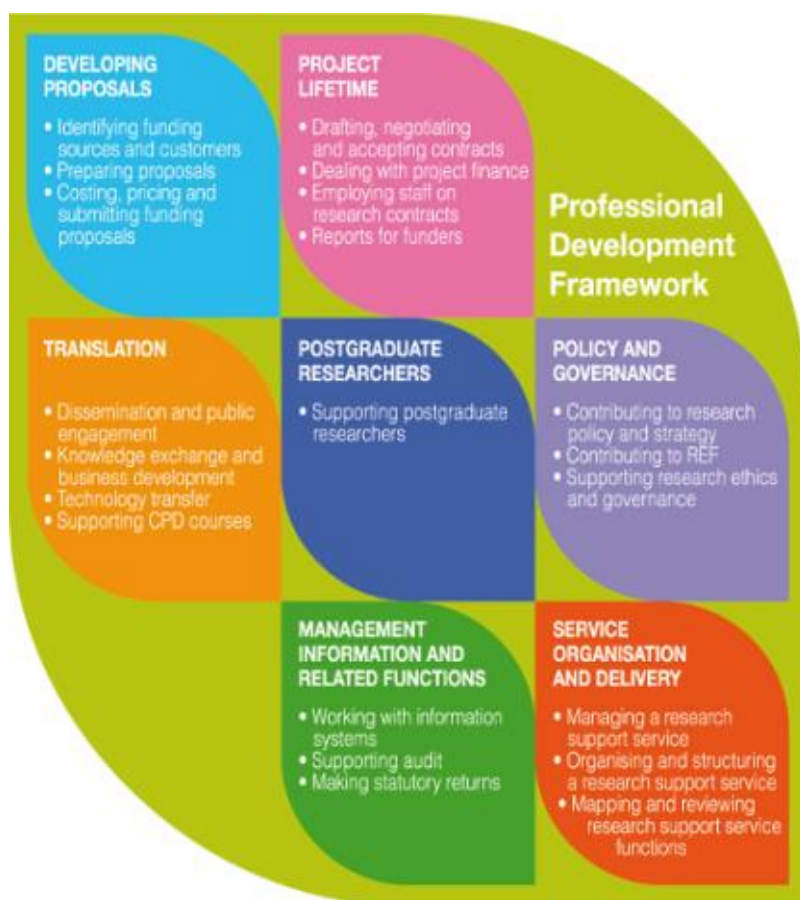 DEVELOPING
PROPOSALS
• Identifying funding
sources and customers
• Preparing proposals
• Costing, pricing and
submitting funding
proposals
PROJECT
LIFETIME
• Drafting, negotiating
and accepting contracts
• Dealing with project finance
• Employing staff on
research contracts
• Reports for funders
Professional
Development
Framework
TRANSLATION
• Dissemination and public
engagement
• Knowledge exchange and
business development
• Technology transfer
• Supporting CPD courses
POSTGRADUATE
RESEARCHERS
• Supporting postgraduate
researchers
POLICY AND
GOVERNANCE
• Contributing to research
policy and strategy
• Contributing to REF
• Supporting research ethics
and governance
MANAGEMENT
INFORMATION AND
RELATED FUNCTIONS
• Working with information
systems
• Supporting audit
• Making statutory returns
SERVICE
ORGANISATION
AND DELIVERY
• Managing a research
support service
• Organising and structuring
a research support service
• Mapping and reviewing
research support service
functions